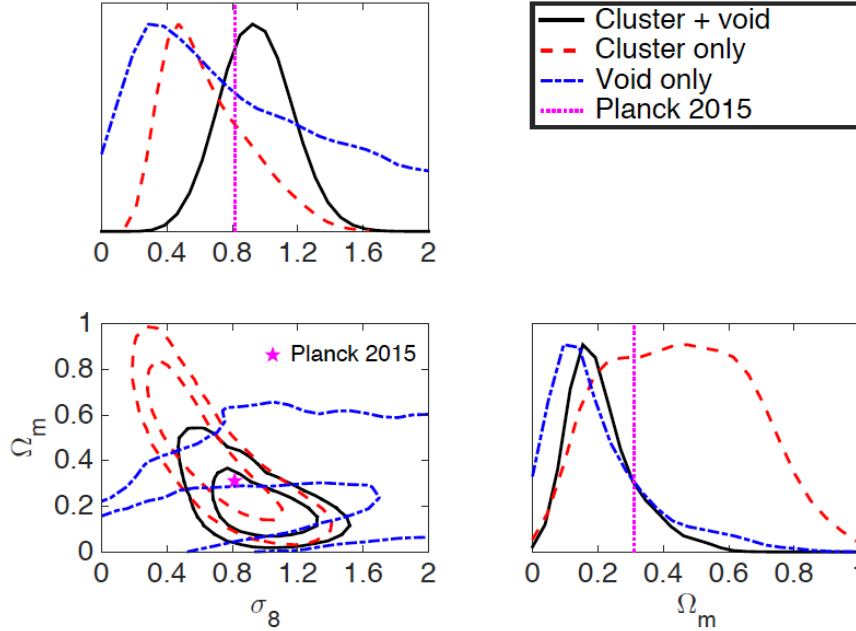 Cluster + void
Cluster only
Void only
Planck 2015
0 0.4 0.8 1.2 1.6 2
1
0.8
0.6
0.4
0.2
0
Ωm
Planck 2015
0 0.4 0.8 1.2 1.6 2
σ8
0 0.2 0.4 0.6 0.8 1
Ωm